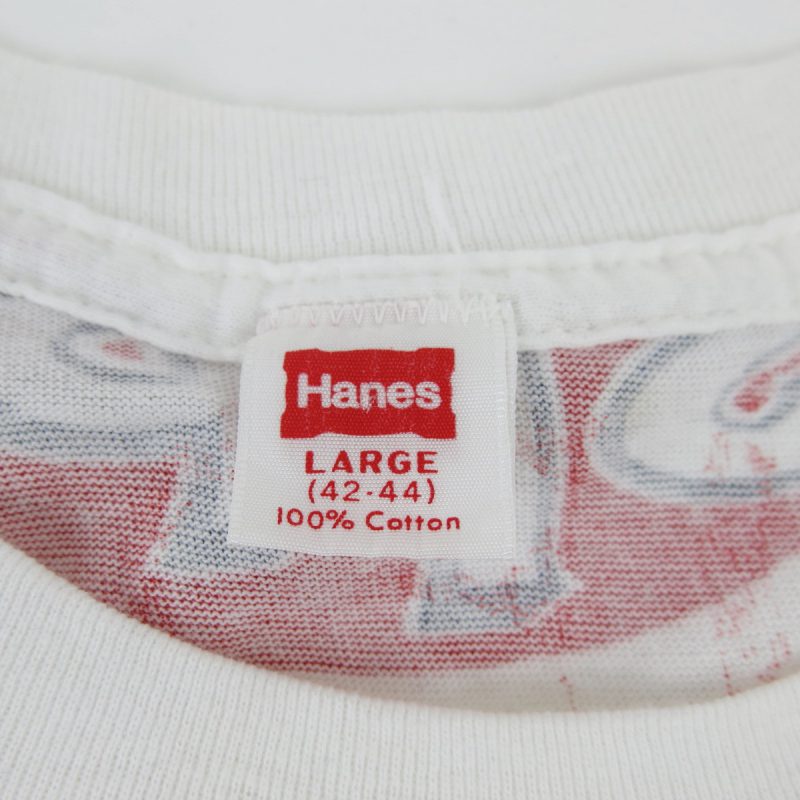 Hanes
LARGE
(42-44)
100% Cotton